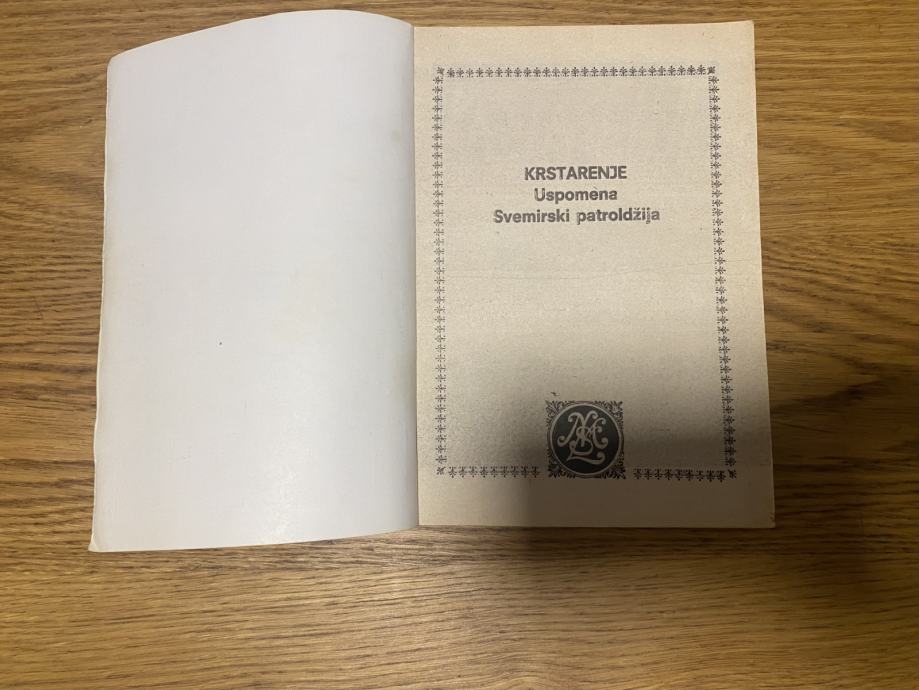 KRSTARENJE
Uspomena
Svemirski patroldžija